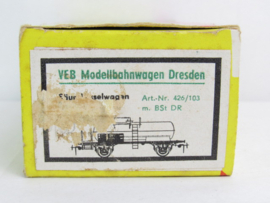 VEB Modellbahnwagen Dresden
Art.-Nr. 426/103
m. BSt DR